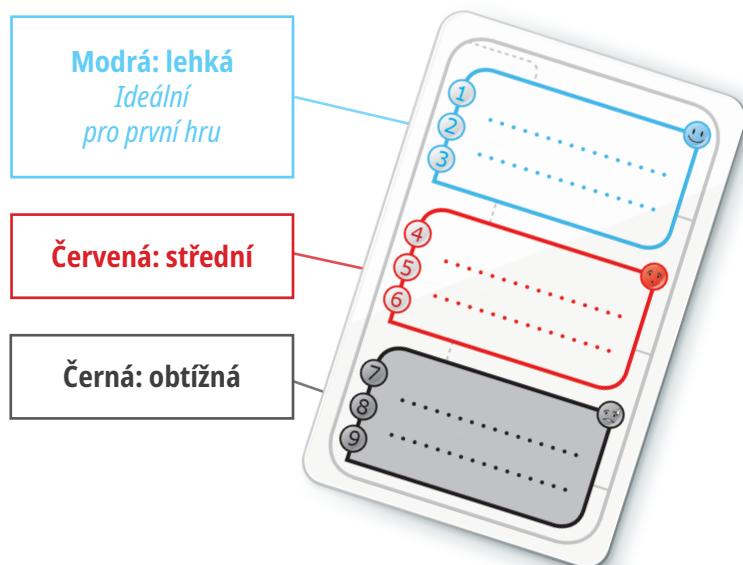 Modrá: lehká
Ideální
pro první hru
Červená: střední
Černá: obtížná
1
2
3
4
5
6
7
8
9